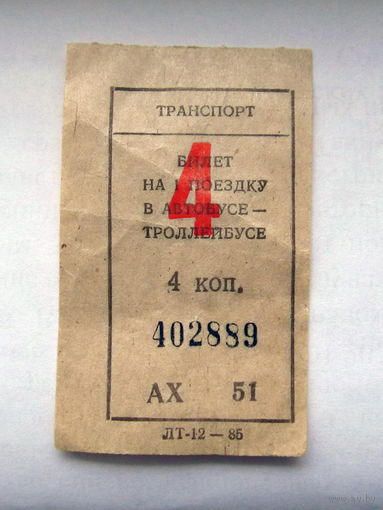 ТРАНСПОРТ
4
БИЛЕТ
НА 1 ПОЕЗДКУ
В АВТОБУСЕ —
ТРОЛЛЕЙБУСЕ
4 КОП.
402889
АХ 51
ЛТ-12 — 85